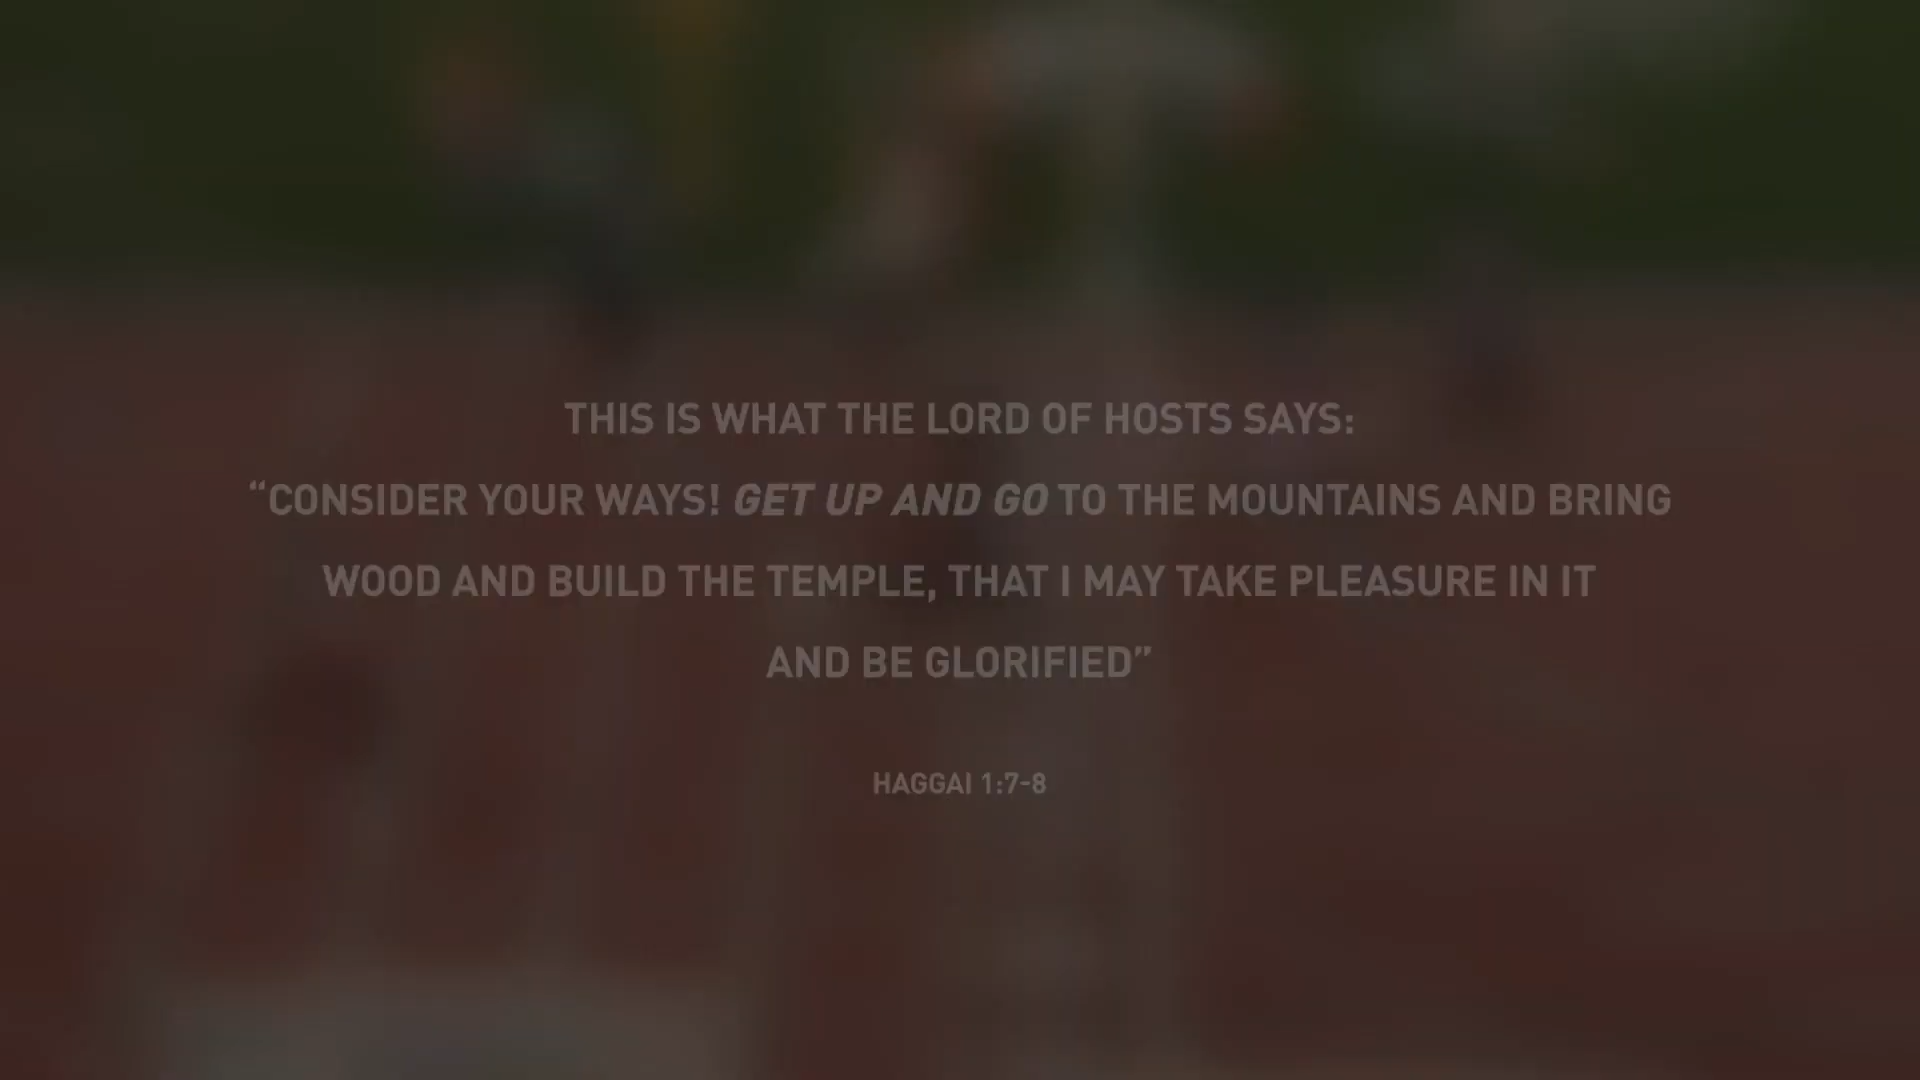 THIS IS WHAT THE LORD OF HOSTS SAYS:
“CONSIDER YOUR WAYS! GET UP AND GO TO THE MOUNTAINS AND BRING
WOOD AND BUILD THE TEMPLE, THAT I MAY TAKE PLEASURE IN IT
AND BE GLORIFIED”
HAGGAI 1:7-8